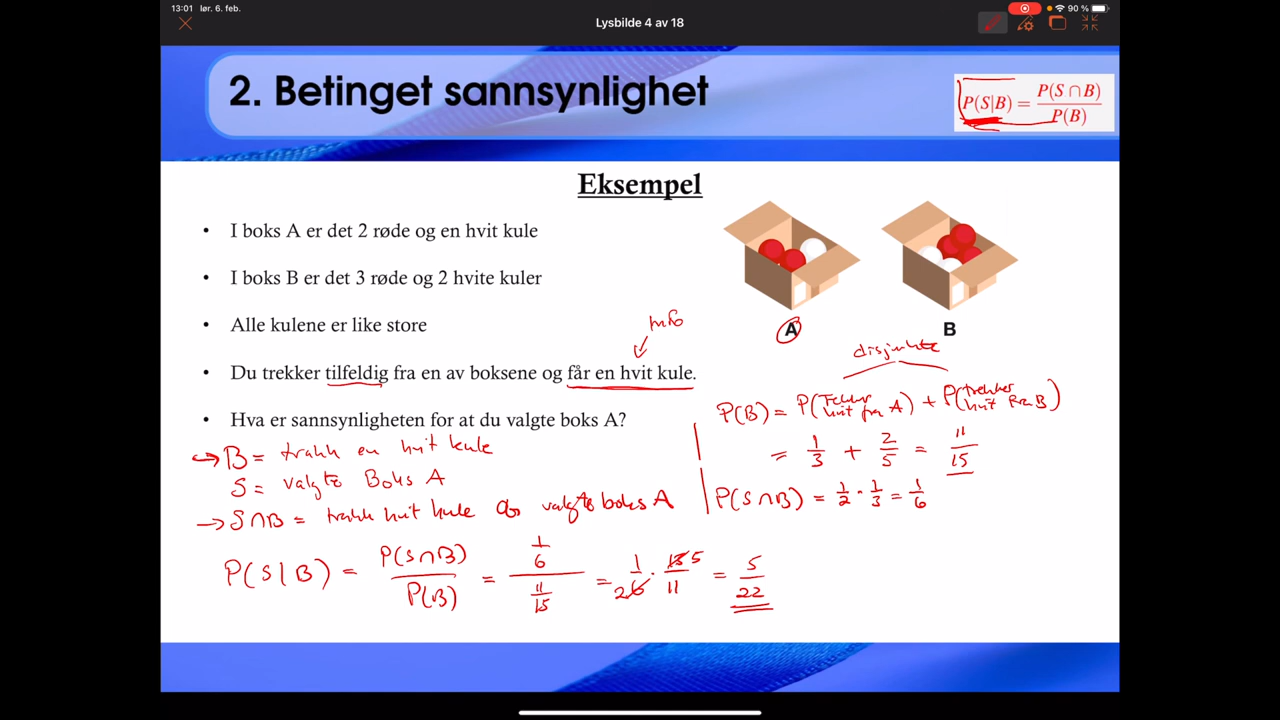 13:01 lør. 6. feb.
90 %
Lysbilde 4 av 18
2. Betinget sannsynlighet
P(S|B) = P(S ∩ B) / P(B)
Eksempel
• I boks A er det 2 røde og en hvit kule
• I boks B er det 3 røde og 2 hvite kuler
• Alle kulene er like store
• Du trekker tilfeldig fra en av boksene og får en hvit kule.
• Hva er sannsynligheten for at du valgte boks A?
info
A
B
disjunkte
P(B) = P(Trekker hvit fra A) + P(trekker hvit fra B)
= 1/3 + 2/5 = 11/15
P(S∩B) = 1/2 · 1/3 = 1/6
→ B = trakk en hvit kule
S = valgte Boks A
→ S∩B = trakk hvit kule og valgte boks A
P(S|B) = P(S∩B) / P(B) = 1/6 / 11/15 = 1/2 6 · 15 5/11 = 5/22